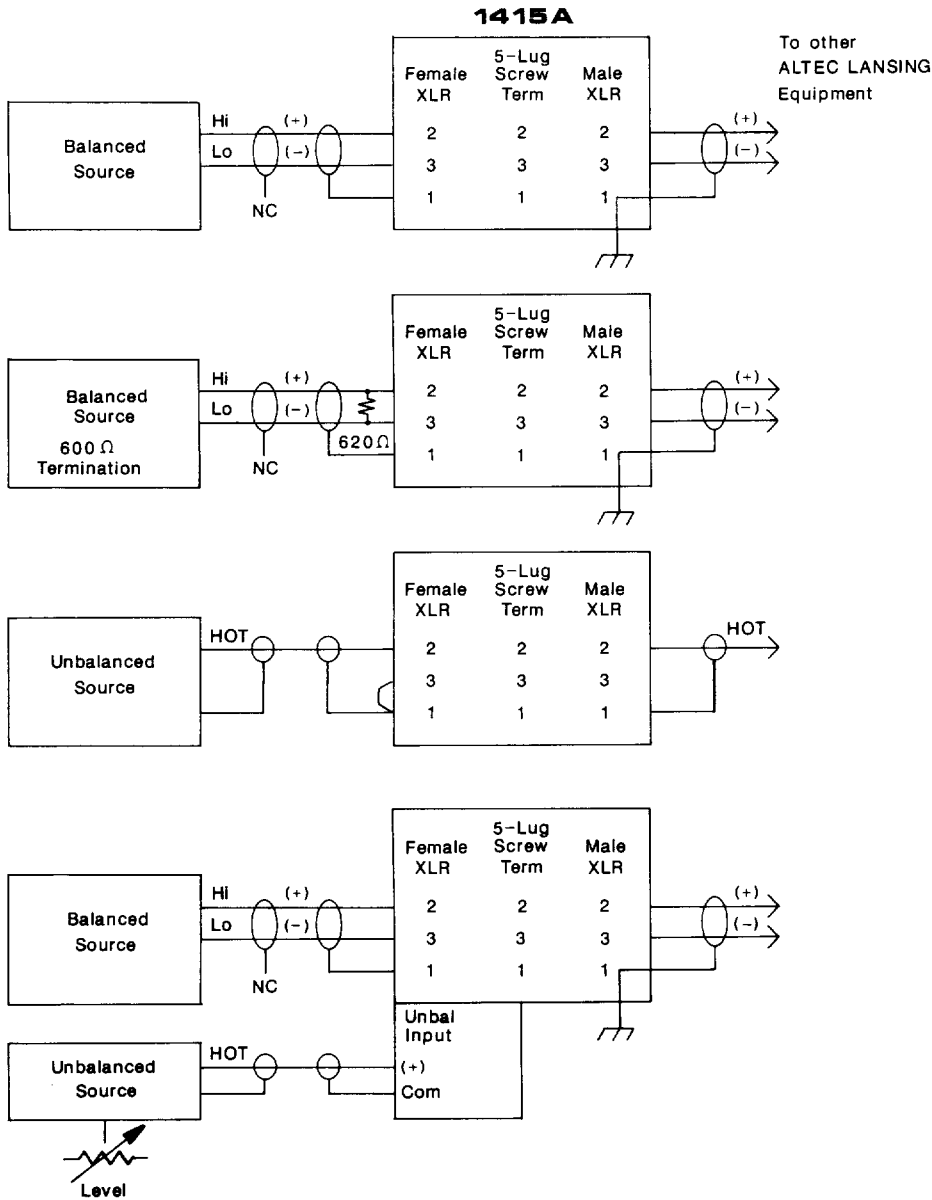 1415A
To other
ALTEC LANSING
Equipment
Female XLR
5-Lug Screw Term
Male XLR
Balanced Source
Hi (+)
Lo (-)
NC
2 2 2
3 3 3
1 1 1
(+)
(-)
Female XLR
5-Lug Screw Term
Male XLR
Balanced Source
600 Ω Termination
Hi (+)
Lo (-)
NC
620 Ω
2 2 2
3 3 3
1 1 1
(+)
(-)
Female XLR
5-Lug Screw Term
Male XLR
Unbalanced Source
HOT
2 2 2
3 3 3
1 1 1
HOT
Female XLR
5-Lug Screw Term
Male XLR
Balanced Source
Hi (+)
Lo (-)
NC
2 2 2
3 3 3
1 1 1
(+)
(-)
Unbal Input
Unbalanced Source
HOT
(+)
Com
Level